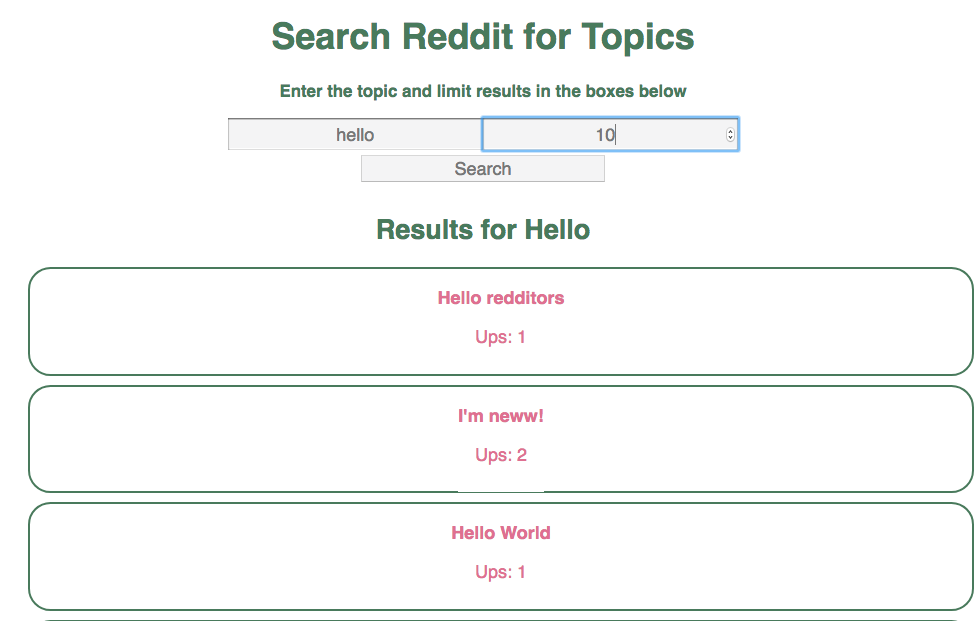 Search Reddit for Topics
Enter the topic and limit results in the boxes below
hello 10
Search
Results for Hello
Hello redditors
Ups: 1
I'm neww!
Ups: 2
Hello World
Ups: 1